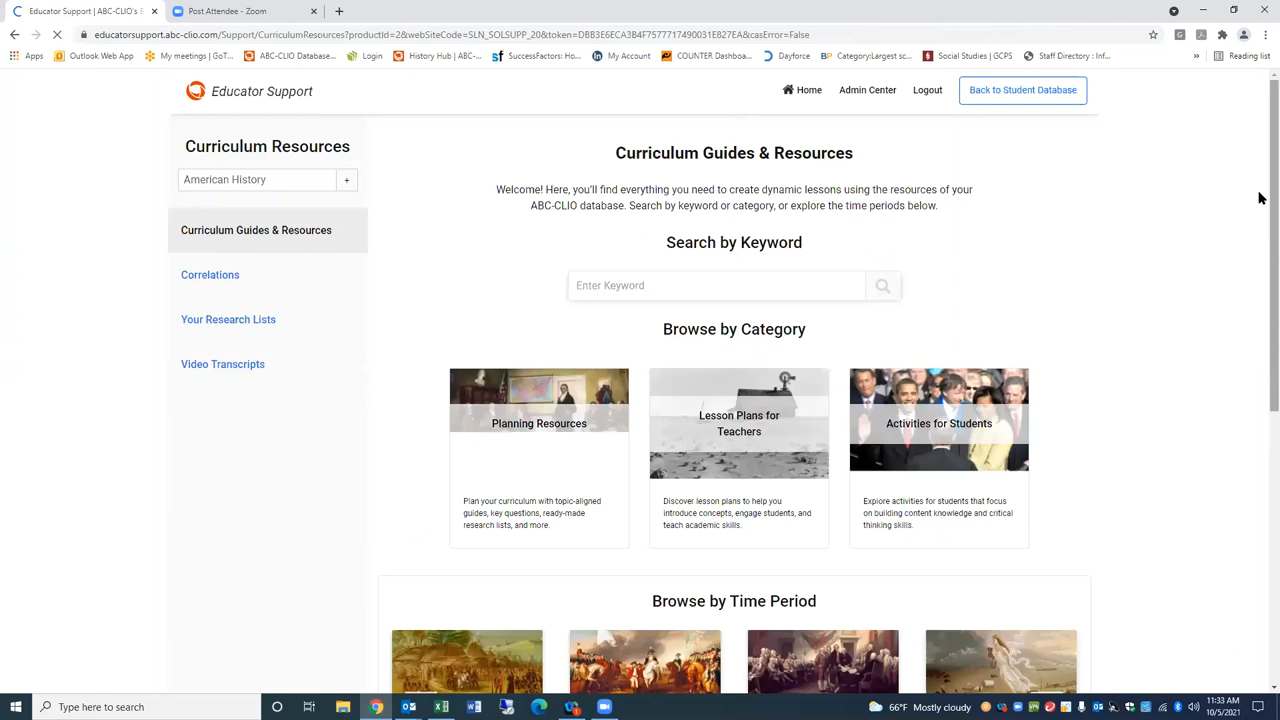 Educator Support | ABC-CLIO's E
Post Attendee - Zoom
educatorsupport.abc-clio.com/Support/CurriculumResources?productId=2&webSiteCode=SLN_SOLSUPP_20&token=DBB3E6ECA3B4F7577717490031E827EA&casError=False
Apps
Outlook Web App
My meetings | GoT...
ABC-CLIO Database...
Login
History Hub | ABC-...
SuccessFactors: Ho...
My Account
COUNTER Dashboa...
Dayforce
Category:Largest sc...
Social Studies | GCPS
Staff Directory : Inf...
»
Reading list
Educator Support
Home
Admin Center
Logout
Back to Student Database
Curriculum Resources
American History
+
Curriculum Guides & Resources
Correlations
Your Research Lists
Video Transcripts
Curriculum Guides & Resources
Welcome! Here, you'll find everything you need to create dynamic lessons using the resources of your
ABC-CLIO database. Search by keyword or category, or explore the time periods below.
Search by Keyword
Enter Keyword
Browse by Category
Planning Resources
Plan your curriculum with topic-aligned
guides, key questions, ready-made
research lists, and more.
Lesson Plans for
Teachers
Discover lesson plans to help you
introduce concepts, engage students, and
teach academic skills.
Activities for Students
Explore activities for students that focus
on building content knowledge and critical
thinking skills.
Browse by Time Period
Type here to search
66°F Mostly cloudy
11:33 AM
10/5/2021